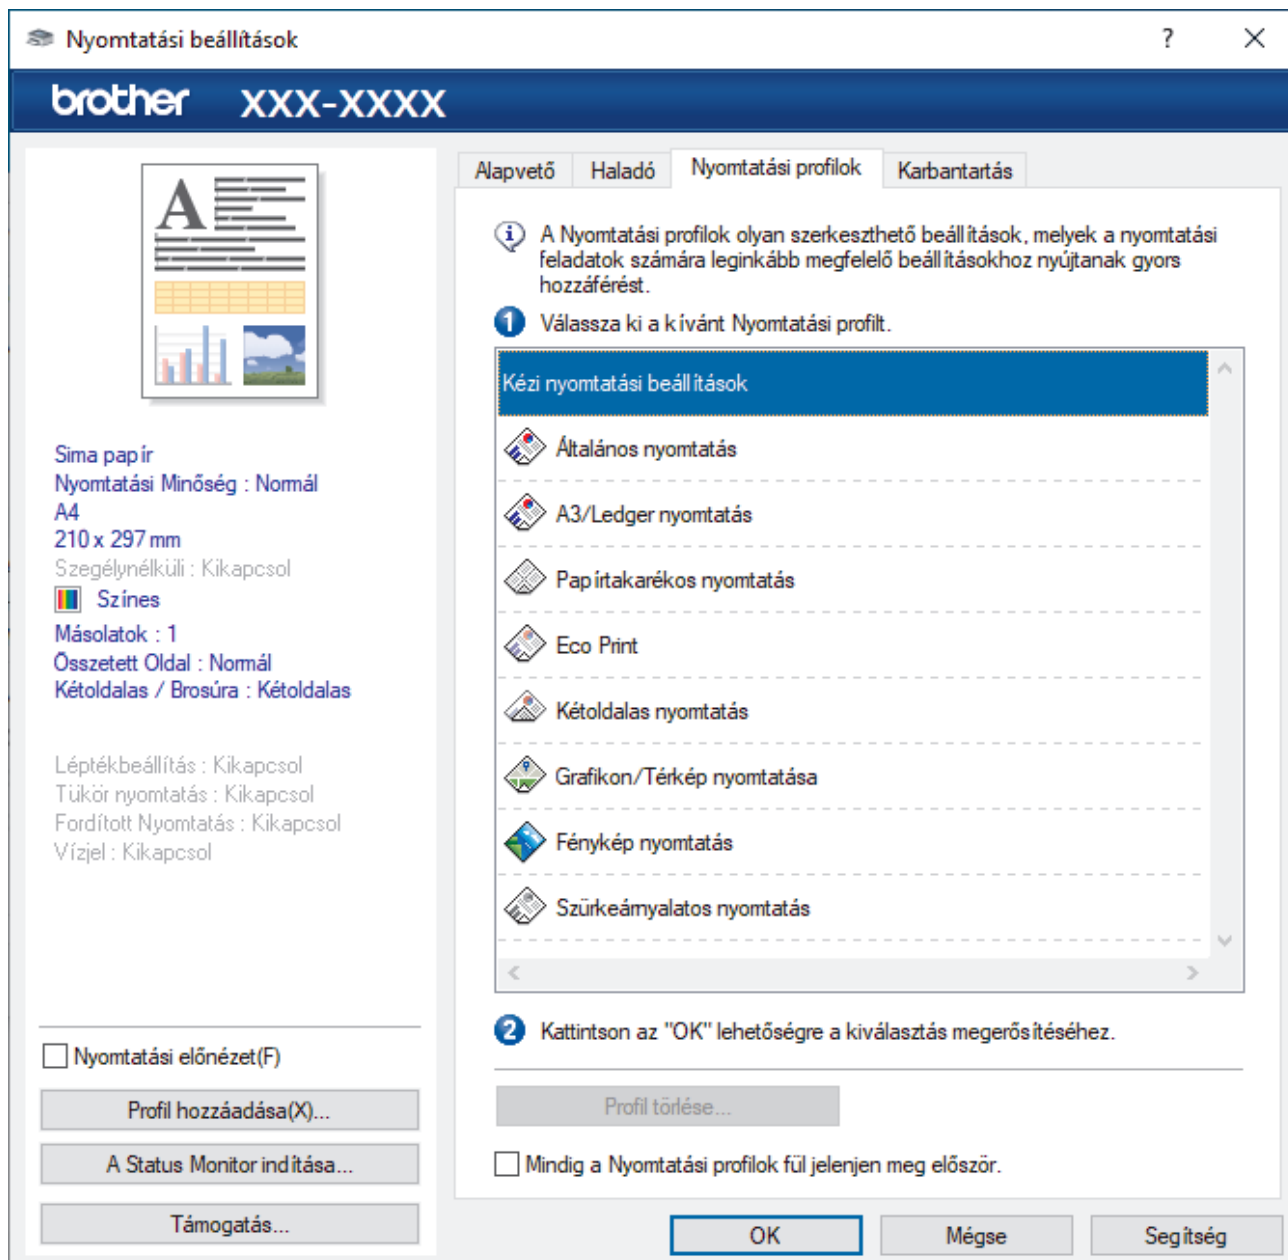 Nyomtatási beállítások
?
brother XXX-XXXX
A
Sima papír
Nyomtatási Minőség : Normál
A4
210 x 297 mm
Szegélynélküli : Kikapcsol
Színes
Másolatok : 1
Összetett Oldal : Normál
Kétoldalas / Brosúra : Kétoldalas
Léptékbeállítás : Kikapcsol
Tükör nyomtatás : Kikapcsol
Fordított Nyomtatás : Kikapcsol
Vízjel : Kikapcsol
Nyomtatási előnézet(F)
Profil hozzáadása(X)...
A Status Monitor indítása...
Támogatás...
Alapvető Haladó Nyomtatási profilok Karbantartás
A Nyomtatási profilok olyan szerkeszthető beállítások, melyek a nyomtatási
feladatok számára leginkább megfelelő beállításokhoz nyújtanak gyors
hozzáférést.
1 Válassza ki a kívánt Nyomtatási profilt.
Kézi nyomtatási beállítások
Általános nyomtatás
A3/Ledger nyomtatás
Papírtakarékos nyomtatás
Eco Print
Kétoldalas nyomtatás
Grafikon/Térkép nyomtatása
Fénykép nyomtatás
Szürkeárnyalatos nyomtatás
2 Kattintson az "OK" lehetőségre a kiválasztás megerősítéséhez.
Profil törlése...
Mindig a Nyomtatási profilok fül jelenjen meg először.
OK Mégse Segítség